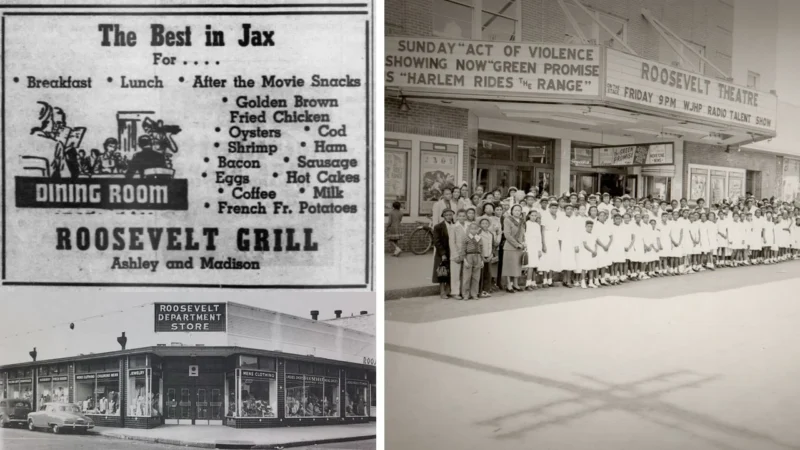 The Best in Jax
For ....
• Breakfast • Lunch • After the Movie Snacks
• Golden Brown
Fried Chicken
• Oysters • Cod
• Shrimp • Ham
Bacon • Sausage
Eggs • Hot Cakes
• Coffee • Milk
• French Fr. Potatoes
DINING ROOM
ROOSEVELT GRILL
Ashley and Madison
ROOSEVELT
DEPARTMENT
STORE
JEWELRY
MENS CLOTHING
SUNDAY "ACT OF VIOLENCE
SHOWING NOW "GREEN PROMISE
S "HARLEM RIDES THE RANGE"
ROOSEVELT THEATRE
FRIDAY 9PM WJHP RADIO TALENT SHOW